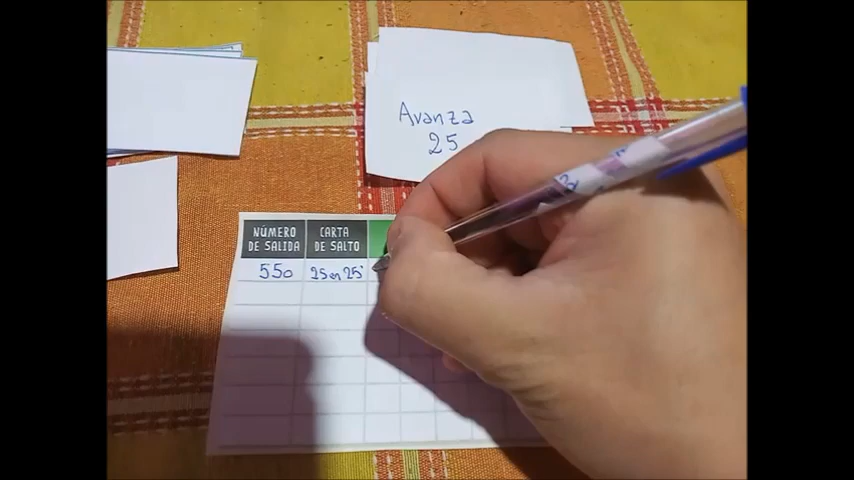 Avanza
25
NÚMERO DE SALIDA
CARTA DE SALTO
550
25 en 25